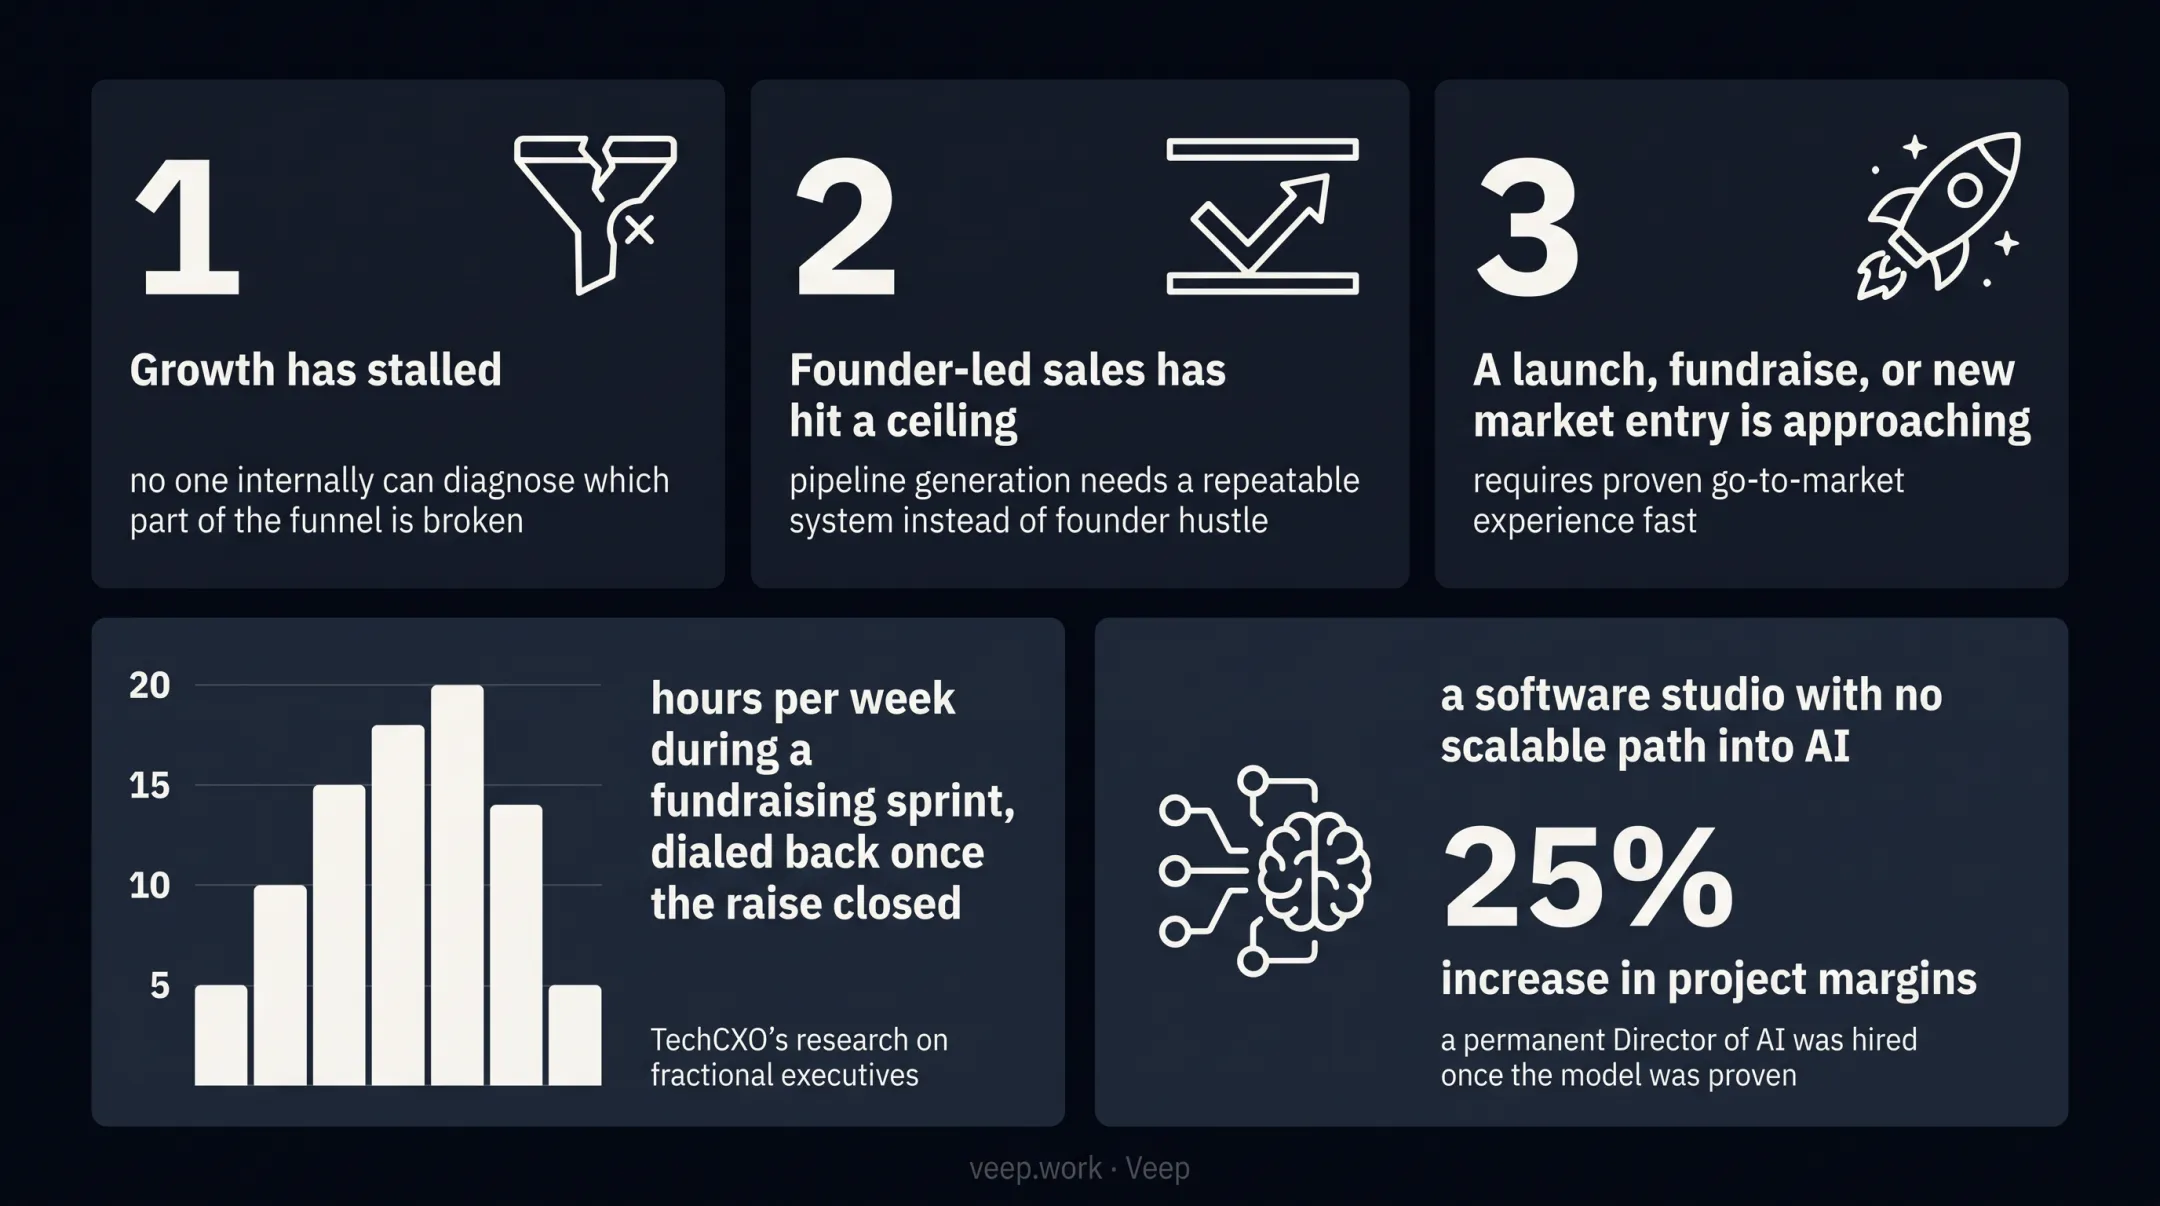 1
Growth has stalled
no one internally can diagnose which
part of the funnel is broken
2
Founder-led sales has
hit a ceiling
pipeline generation needs a repeatable
system instead of founder hustle
3
A launch, fundraise, or new
market entry is approaching
requires proven go-to-market
experience fast
20
15
10
5
hours per week
during a
fundraising sprint,
dialed back once
the raise closed
TechCXO’s research on
fractional executives
a software studio with no
scalable path into AI
25%
increase in project margins
a permanent Director of AI was hired
once the model was proven
veep.work · Veep